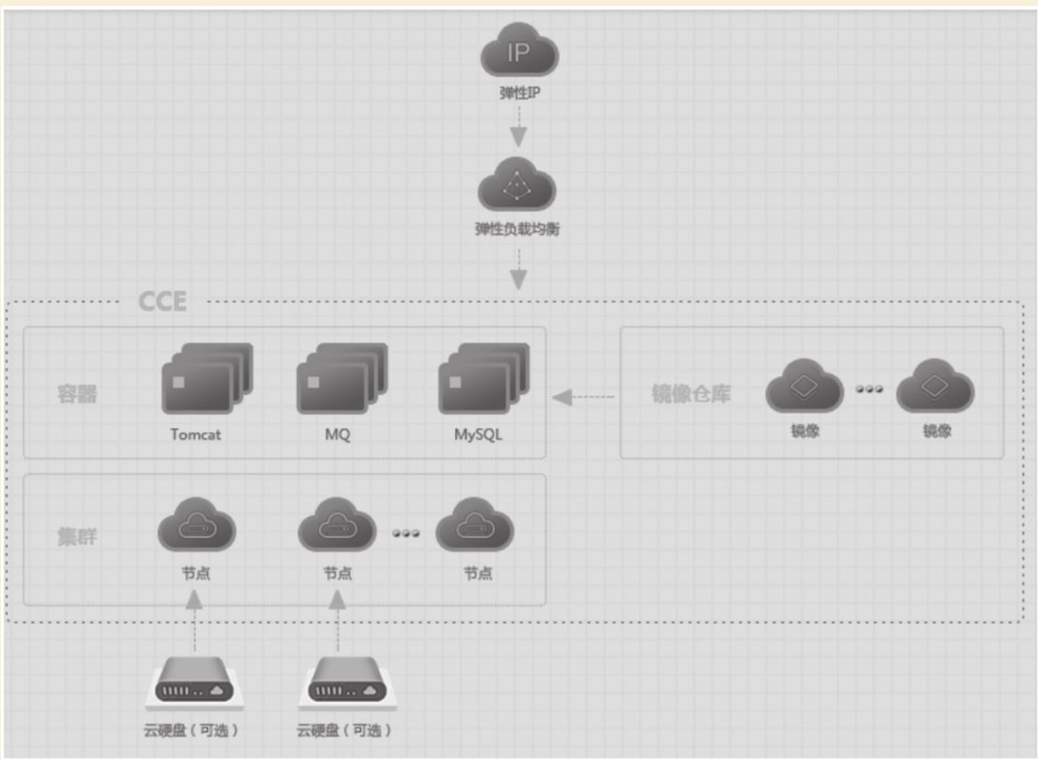 IP
弹性IP
弹性负载均衡
CCE
容器
Tomcat
MQ
MySQL
镜像仓库
镜像
镜像
集群
节点
节点
节点
云硬盘(可选)
云硬盘(可选)